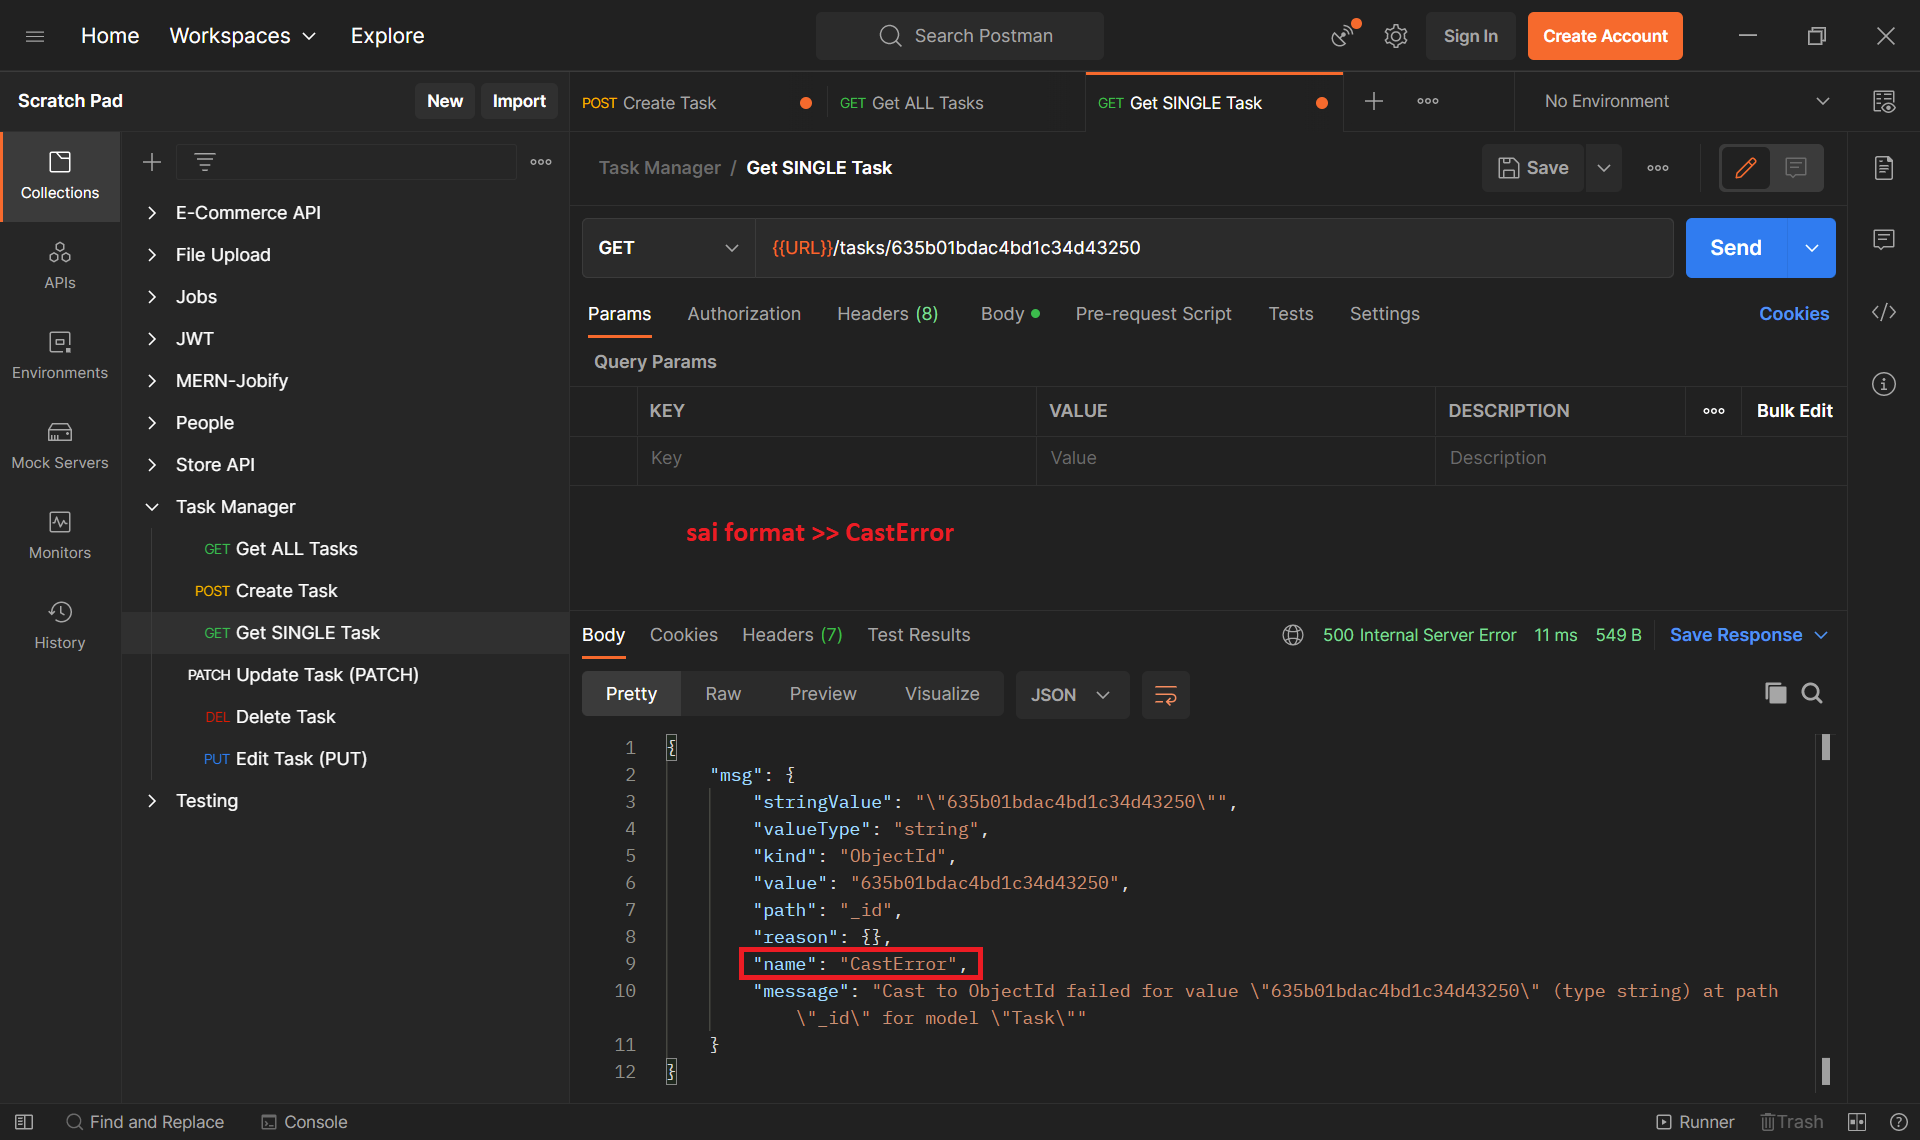 Home
Workspaces
Explore
Search Postman
Sign In
Create Account
Scratch Pad
New
Import
POST Create Task
GET Get ALL Tasks
GET Get SINGLE Task
No Environment
Collections
APIs
Environments
Mock Servers
Monitors
History
E-Commerce API
File Upload
Jobs
JWT
MERN-Jobify
People
Store API
Task Manager
GET Get ALL Tasks
POST Create Task
GET Get SINGLE Task
PATCH Update Task (PATCH)
DEL Delete Task
PUT Edit Task (PUT)
Testing
Task Manager / Get SINGLE Task
Save
GET
{{URL}}/tasks/635b01bdac4bd1c34d43250
Send
Params
Authorization
Headers (8)
Body
Pre-request Script
Tests
Settings
Cookies
Query Params
KEY
VALUE
DESCRIPTION
Bulk Edit
Key
Value
Description
sai format >> CastError
Body
Cookies
Headers (7)
Test Results
500 Internal Server Error
11 ms
549 B
Save Response
Pretty
Raw
Preview
Visualize
JSON
1 {
2 "msg": {
3 "stringValue": "\"635b01bdac4bd1c34d43250\"",
4 "valueType": "string",
5 "kind": "ObjectId",
6 "value": "635b01bdac4bd1c34d43250",
7 "path": "_id",
8 "reason": {},
9 "name": "CastError",
10 "message": "Cast to ObjectId failed for value \"635b01bdac4bd1c34d43250\" (type string) at path
\"_id\" for model \"Task\""
11 }
12 }
Find and Replace
Console
Runner
Trash